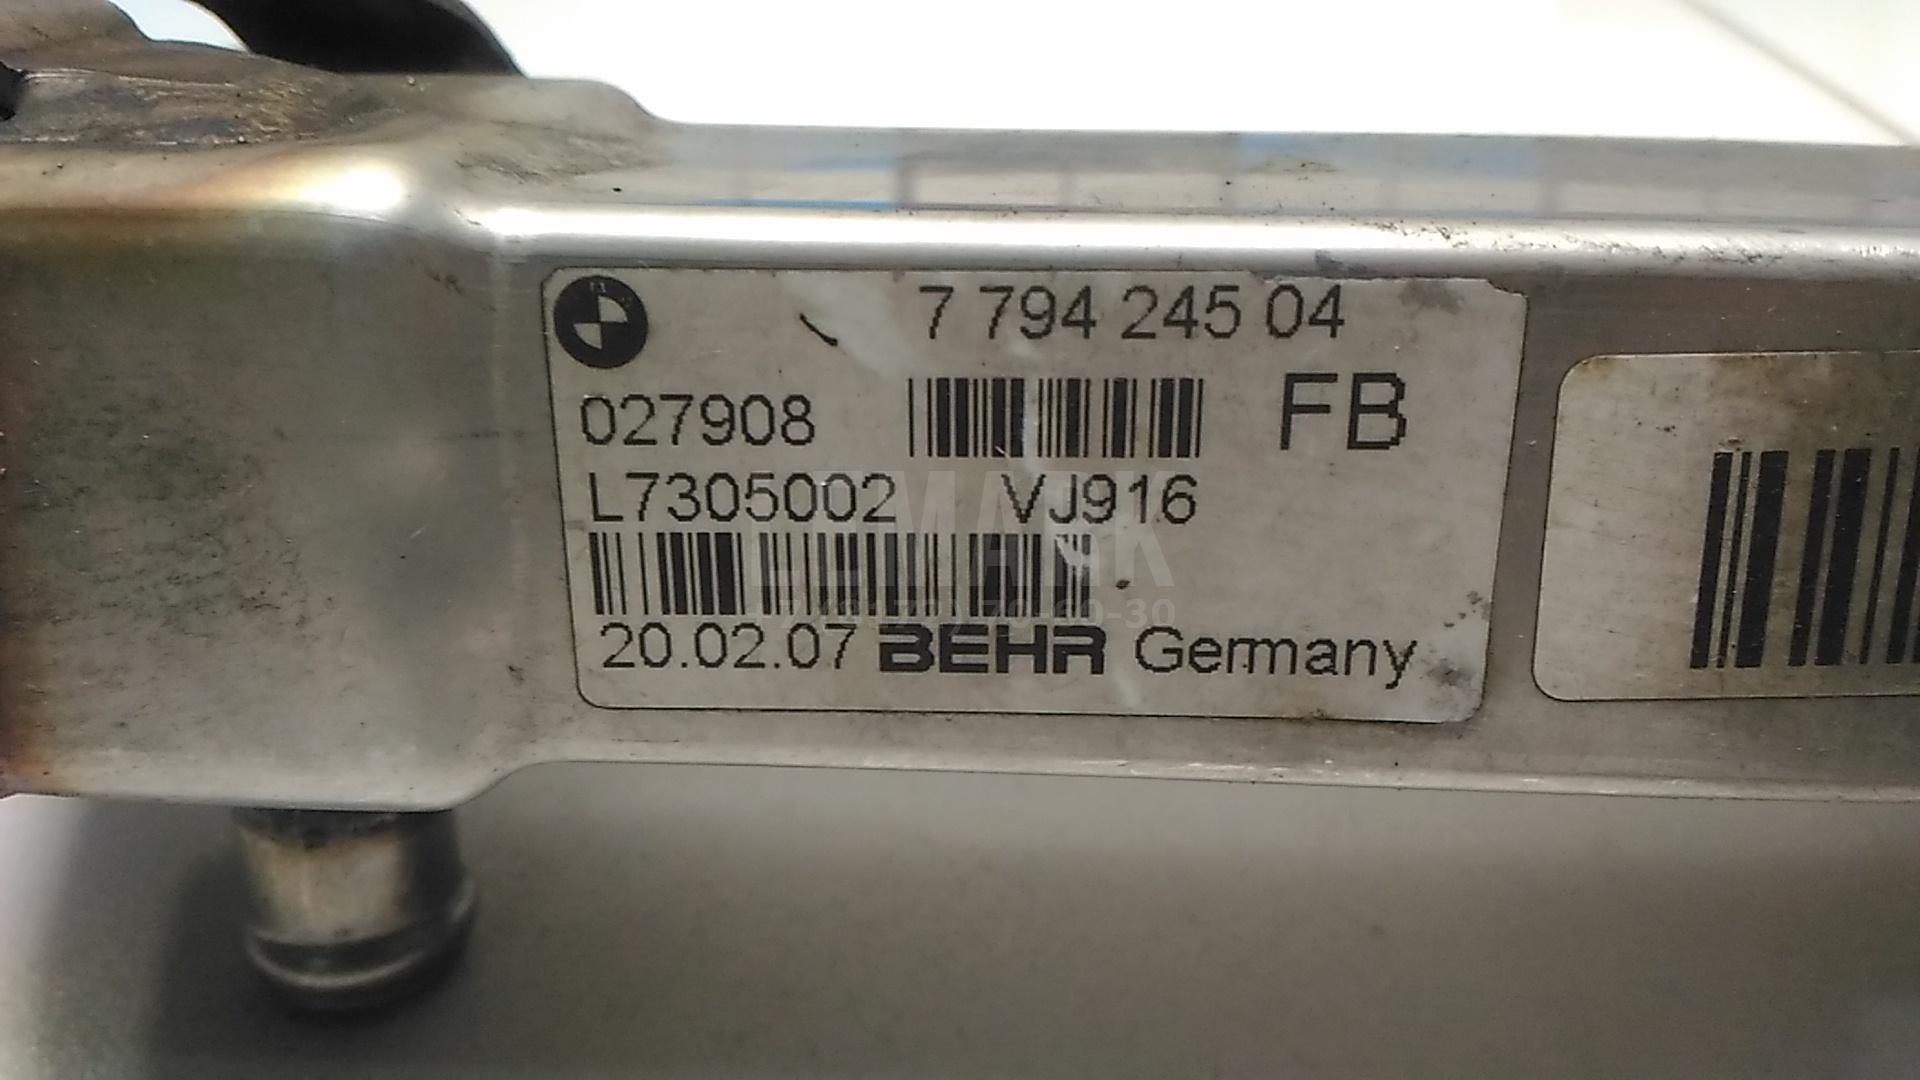 7 794 245 04
027908 FB
L7305002 VJ916
20.02.07 BEHR Germany